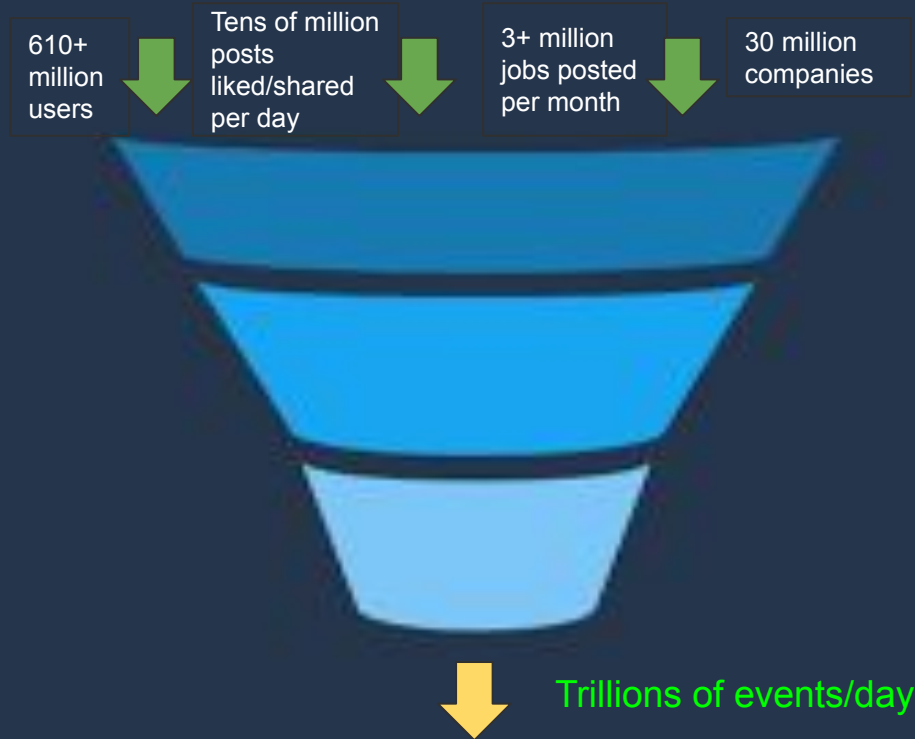 610+
million
users
Tens of million
posts
liked/shared
per day
3+ million
jobs posted
per month
30 million
companies
Trillions of events/day